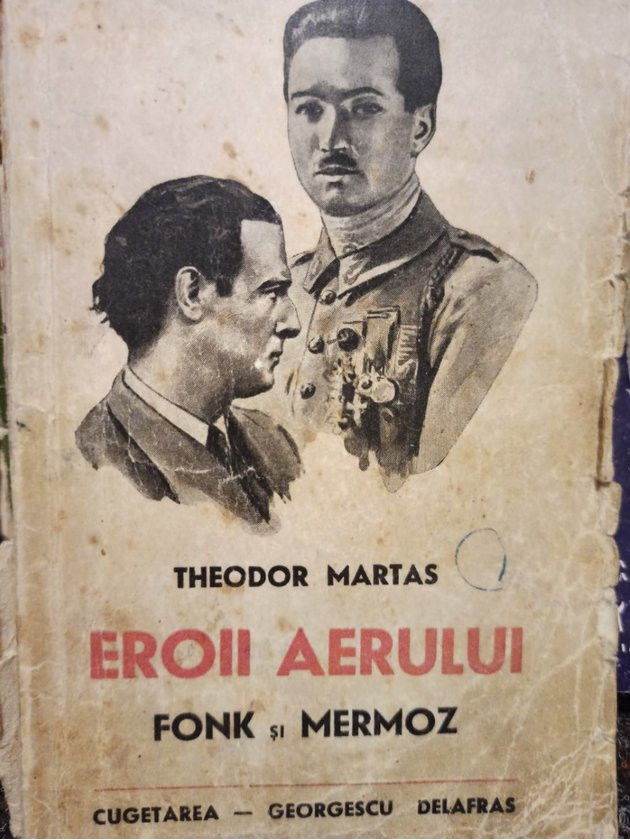 THEODOR MARTAS
EROII AERULUI
FONK ȘI MERMOZ
CUGETAREA — GEORGESCU DELAFRAS